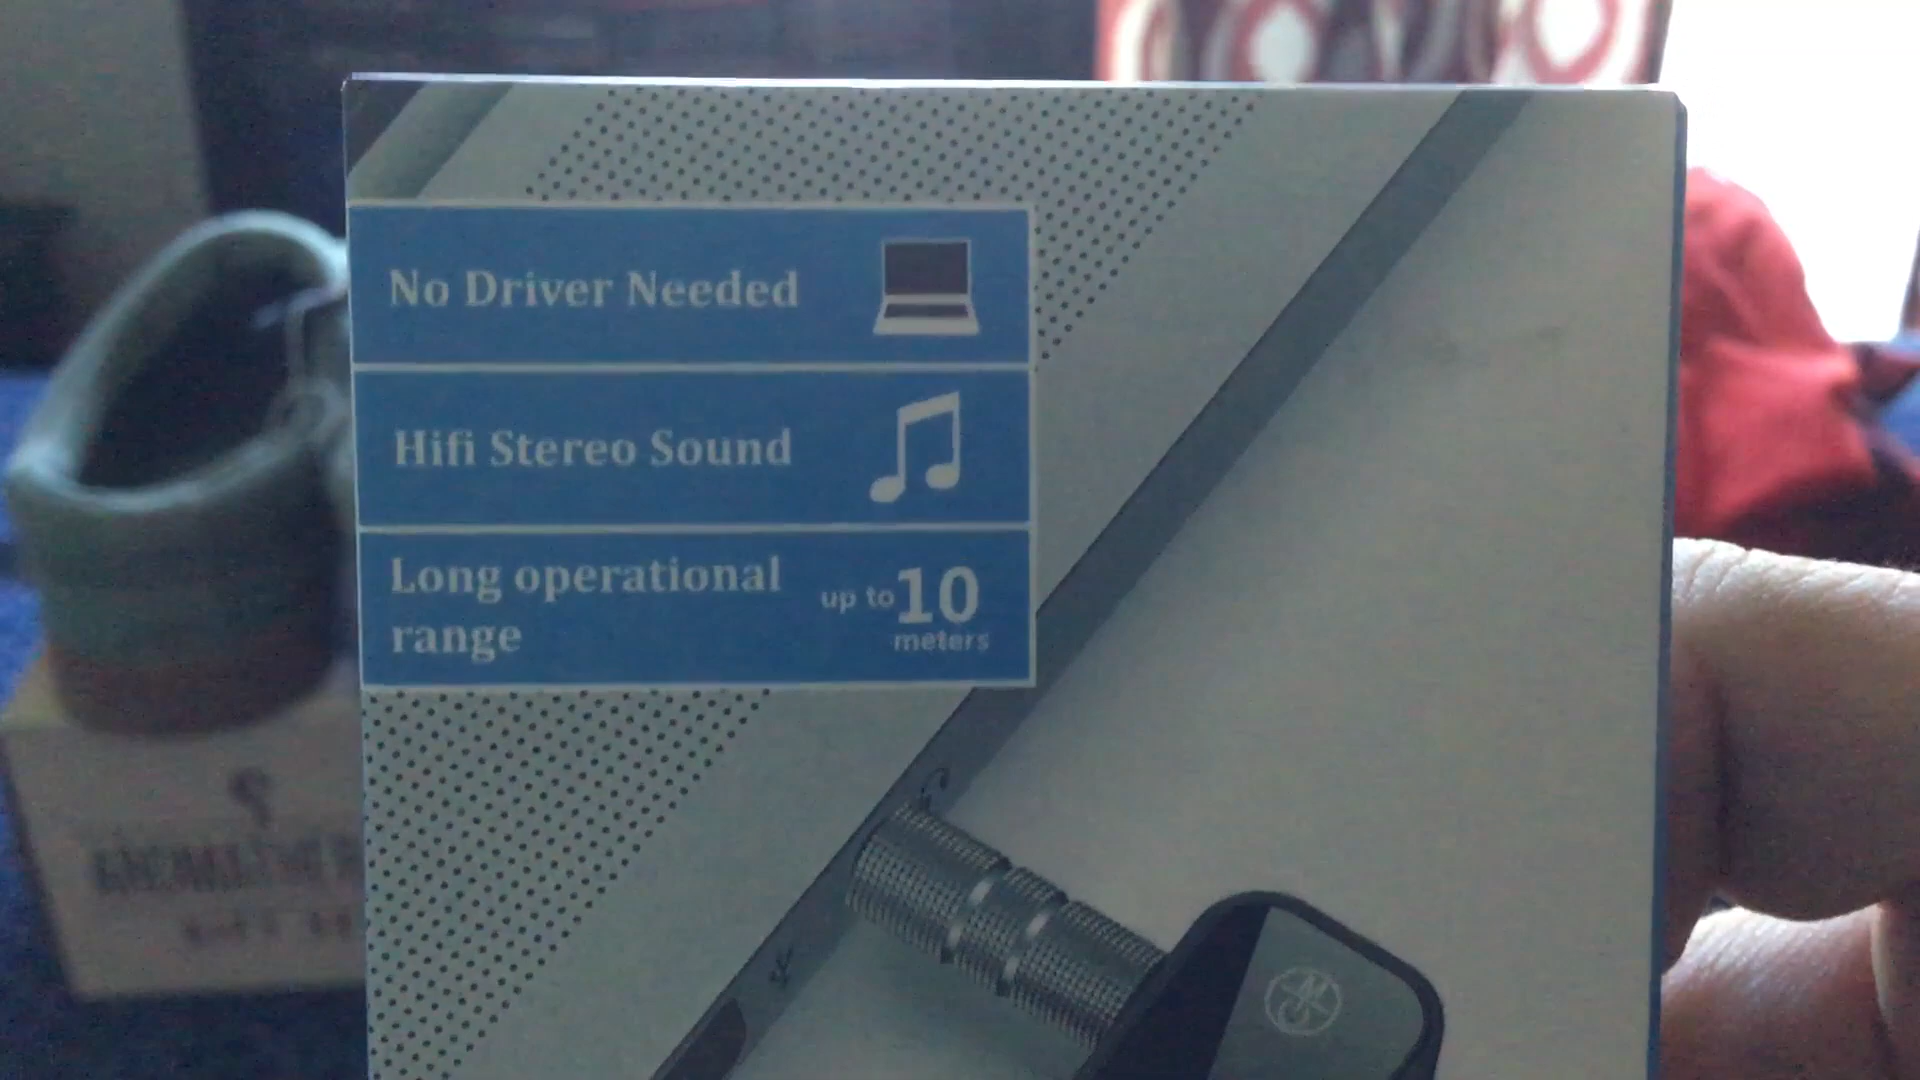 No Driver Needed
Hifi Stereo Sound
Long operational
range
up to 10
meters